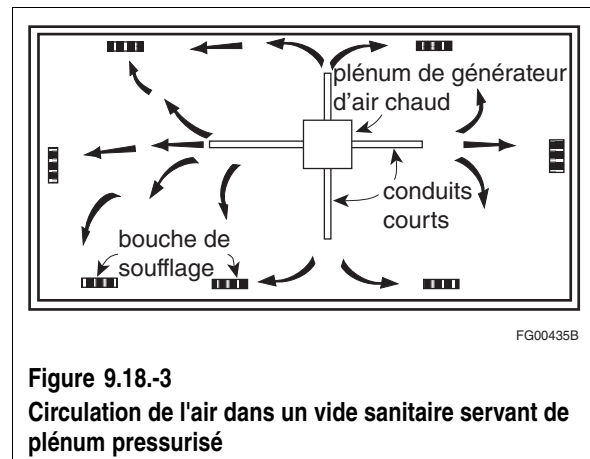 plénum de générateur
d'air chaud
conduits
courts
bouche de
soufflage
FG00435B
Figure 9.18.-3
Circulation de l'air dans un vide sanitaire servant de
plénum pressurisé